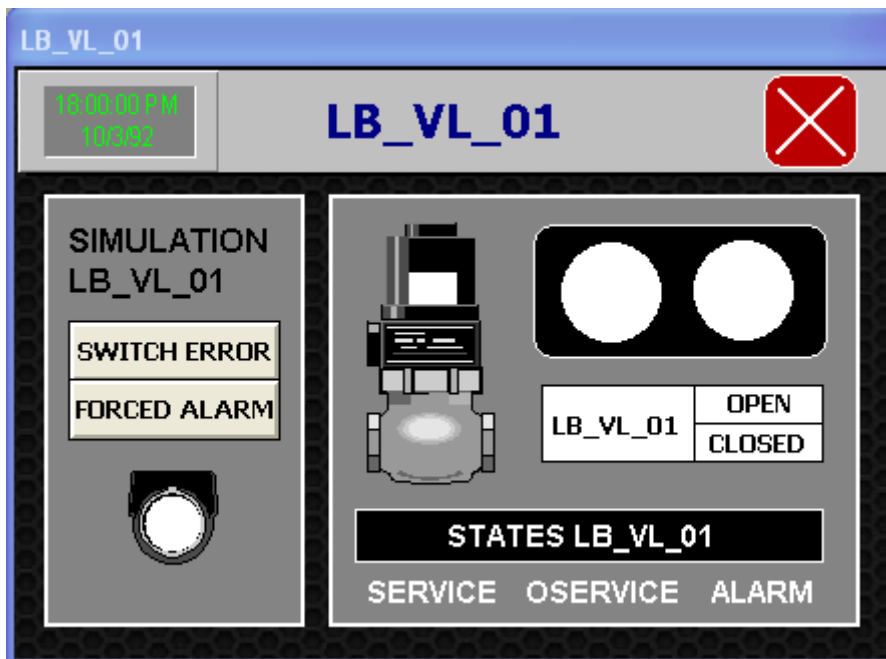 LB_VL_01
18:00:00 PM
10/3/92
LB_VL_01
SIMULATION
LB_VL_01
SWITCH ERROR
FORCED ALARM
LB_VL_01
OPEN
CLOSED
STATES LB_VL_01
SERVICE OSERVICE ALARM